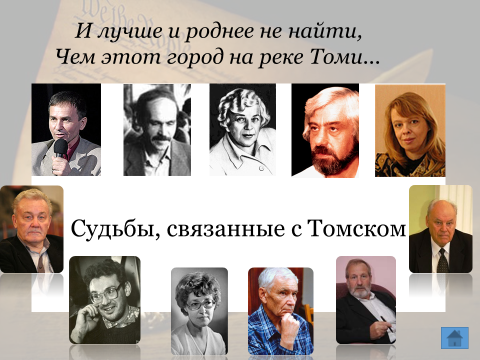 И лучше и роднее не найти,
Чем этот город на реке Томи...
Судьбы, связанные с Томском